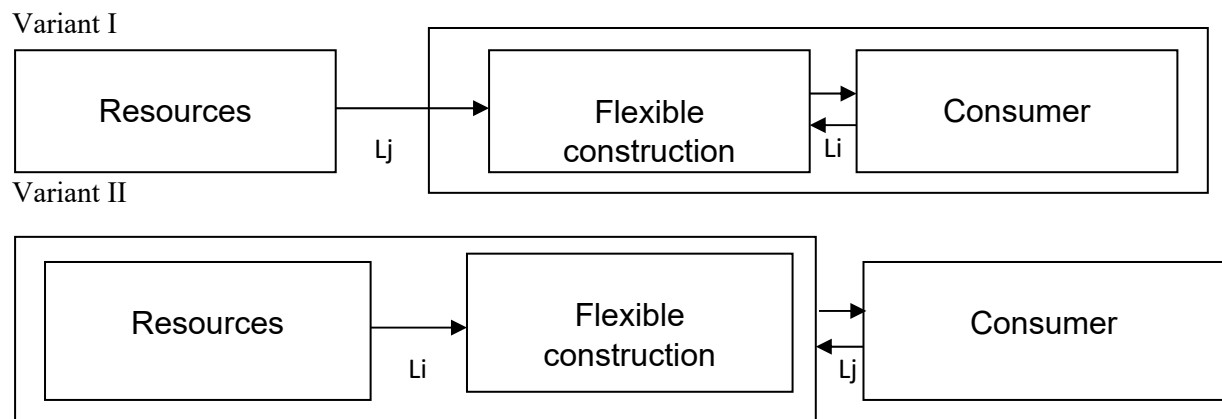 Variant I
Resources
Lj
Flexible
construction
Li
Consumer
Variant II
Resources
Li
Flexible
construction
Lj
Consumer